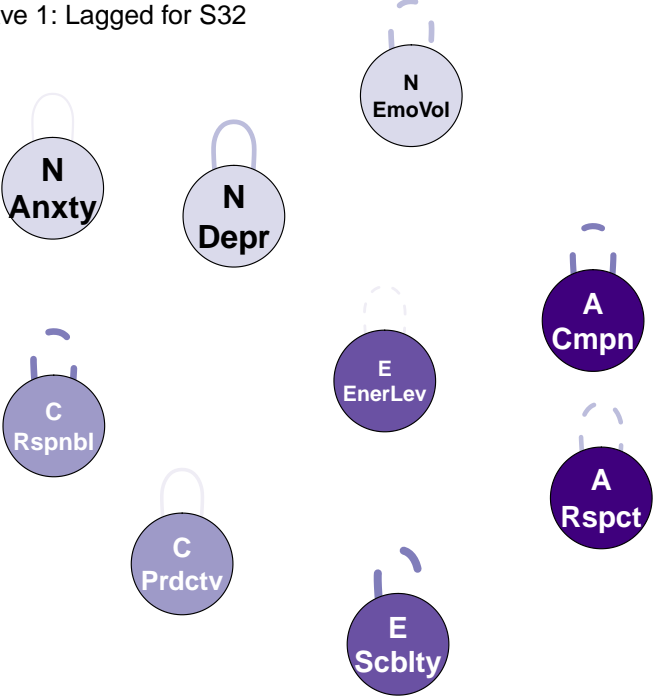 ve 1: Lagged for S32
N
EmoVol
N
Anxty
N
Depr
A
Cmpn
E
EnerLev
C
Rspnbl
A
Rspct
C
Prdctv
E
Scblty